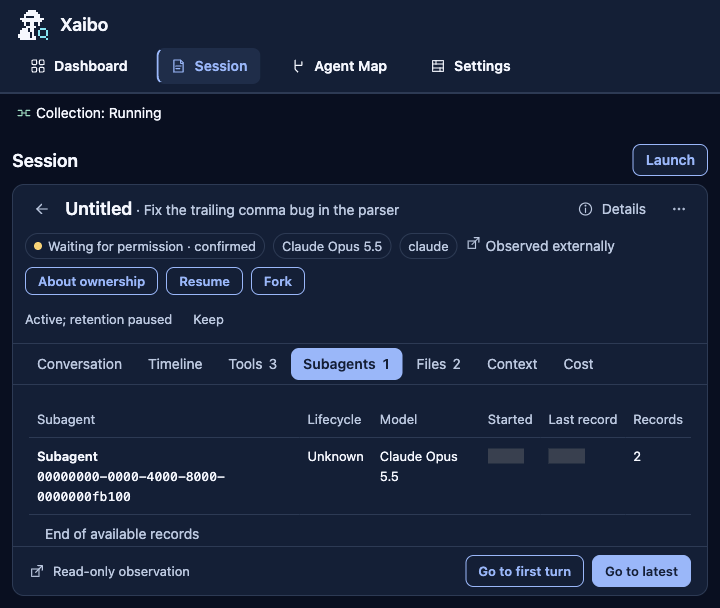 Xaibo
Dashboard Session Agent Map Settings
Collection: Running
Session Launch
Untitled · Fix the trailing comma bug in the parser Details ···
Waiting for permission · confirmed Claude Opus 5.5 claude Observed externally
About ownership Resume Fork
Active; retention paused Keep
Conversation Timeline Tools 3 Subagents 1 Files 2 Context Cost
Subagent Lifecycle Model Started Last record Records
Subagent Unknown Claude Opus 2
00000000-0000-4000-8000- 5.5
0000000fb100
End of available records
Read-only observation Go to first turn Go to latest